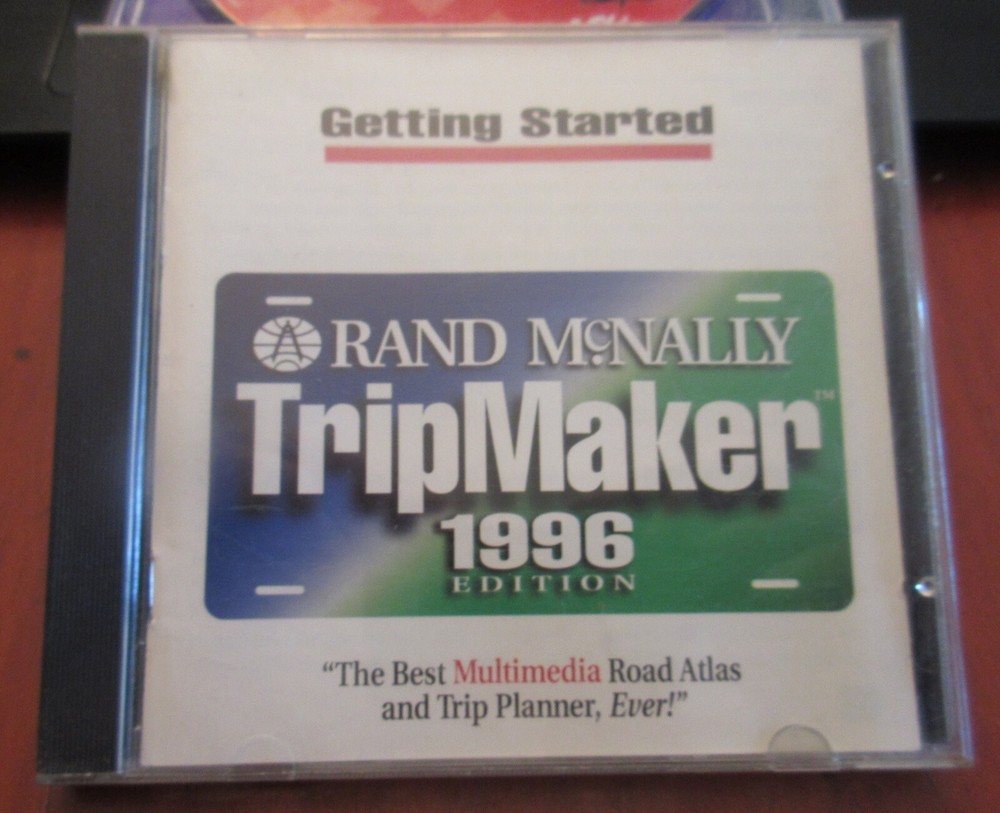 Getting Started
RAND MCNALLY
TripMaker™
1996
EDITION
“The Best Multimedia Road Atlas
and Trip Planner, Ever!”